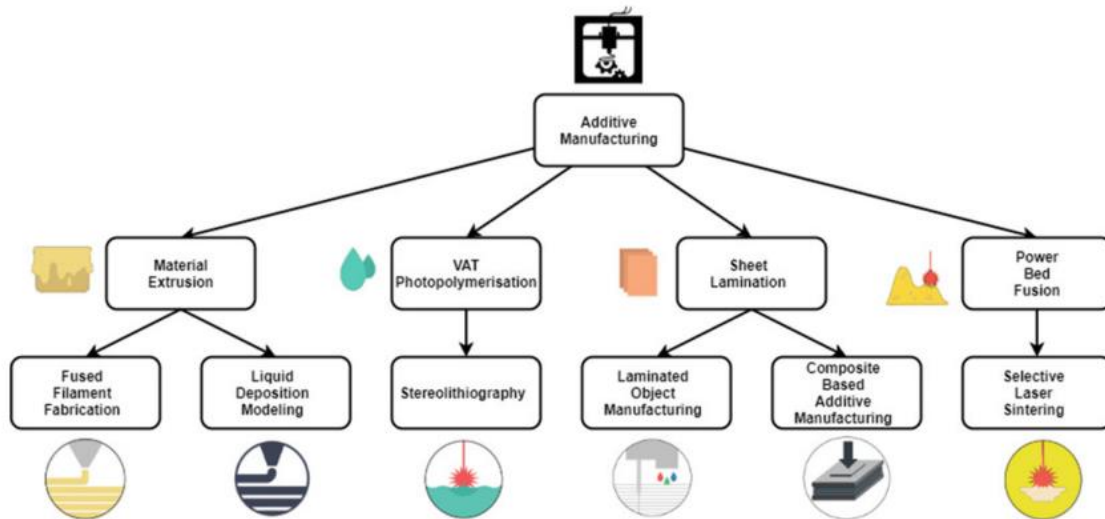 Additive
Manufacturing
Material
Extrusion
VAT
Photopolymerisation
Sheet
Lamination
Power
Bed
Fusion
Fused
Filament
Fabrication
Liquid
Deposition
Modeling
Stereolithiography
Laminated
Object
Manufacturing
Composite
Based
Additive
Manufacturing
Selective
Laser
Sintering